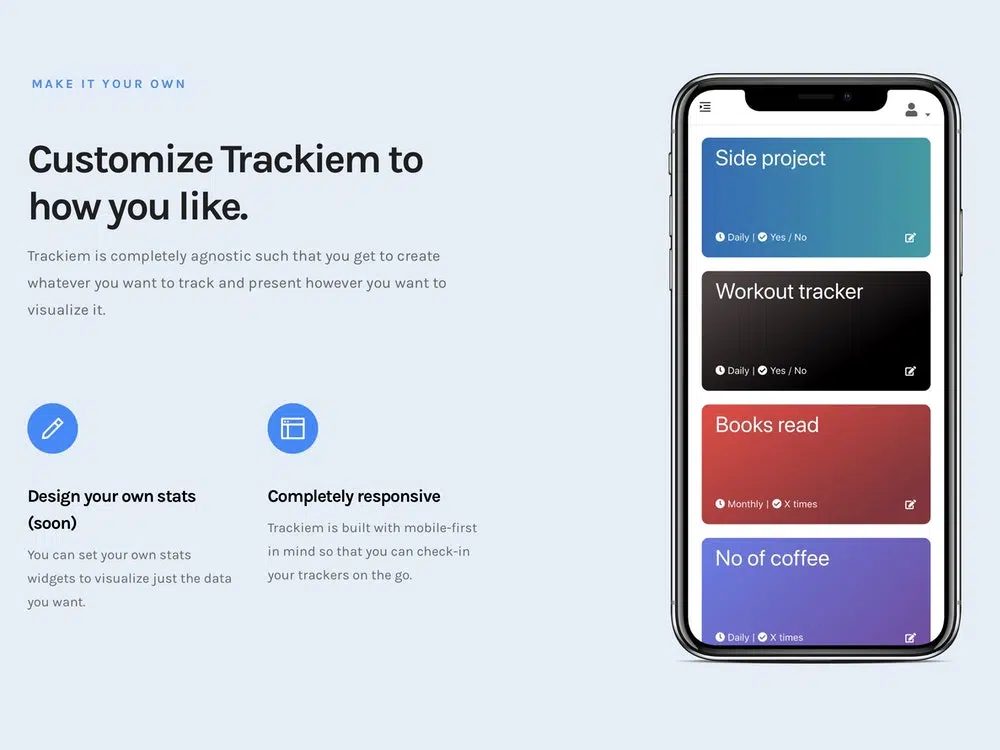 MAKE IT YOUR OWN
Customize Trackiem to
how you like.
Trackiem is completely agnostic such that you get to create
whatever you want to track and present however you want to
visualize it.
Design your own stats
(soon)
You can set your own stats
widgets to visualize just the data
you want.
Completely responsive
Trackiem is built with mobile-first
in mind so that you can check-in
your trackers on the go.
Side project
Daily | Yes / No
Workout tracker
Daily | Yes / No
Books read
Monthly | X times
No of coffee
Daily | X times